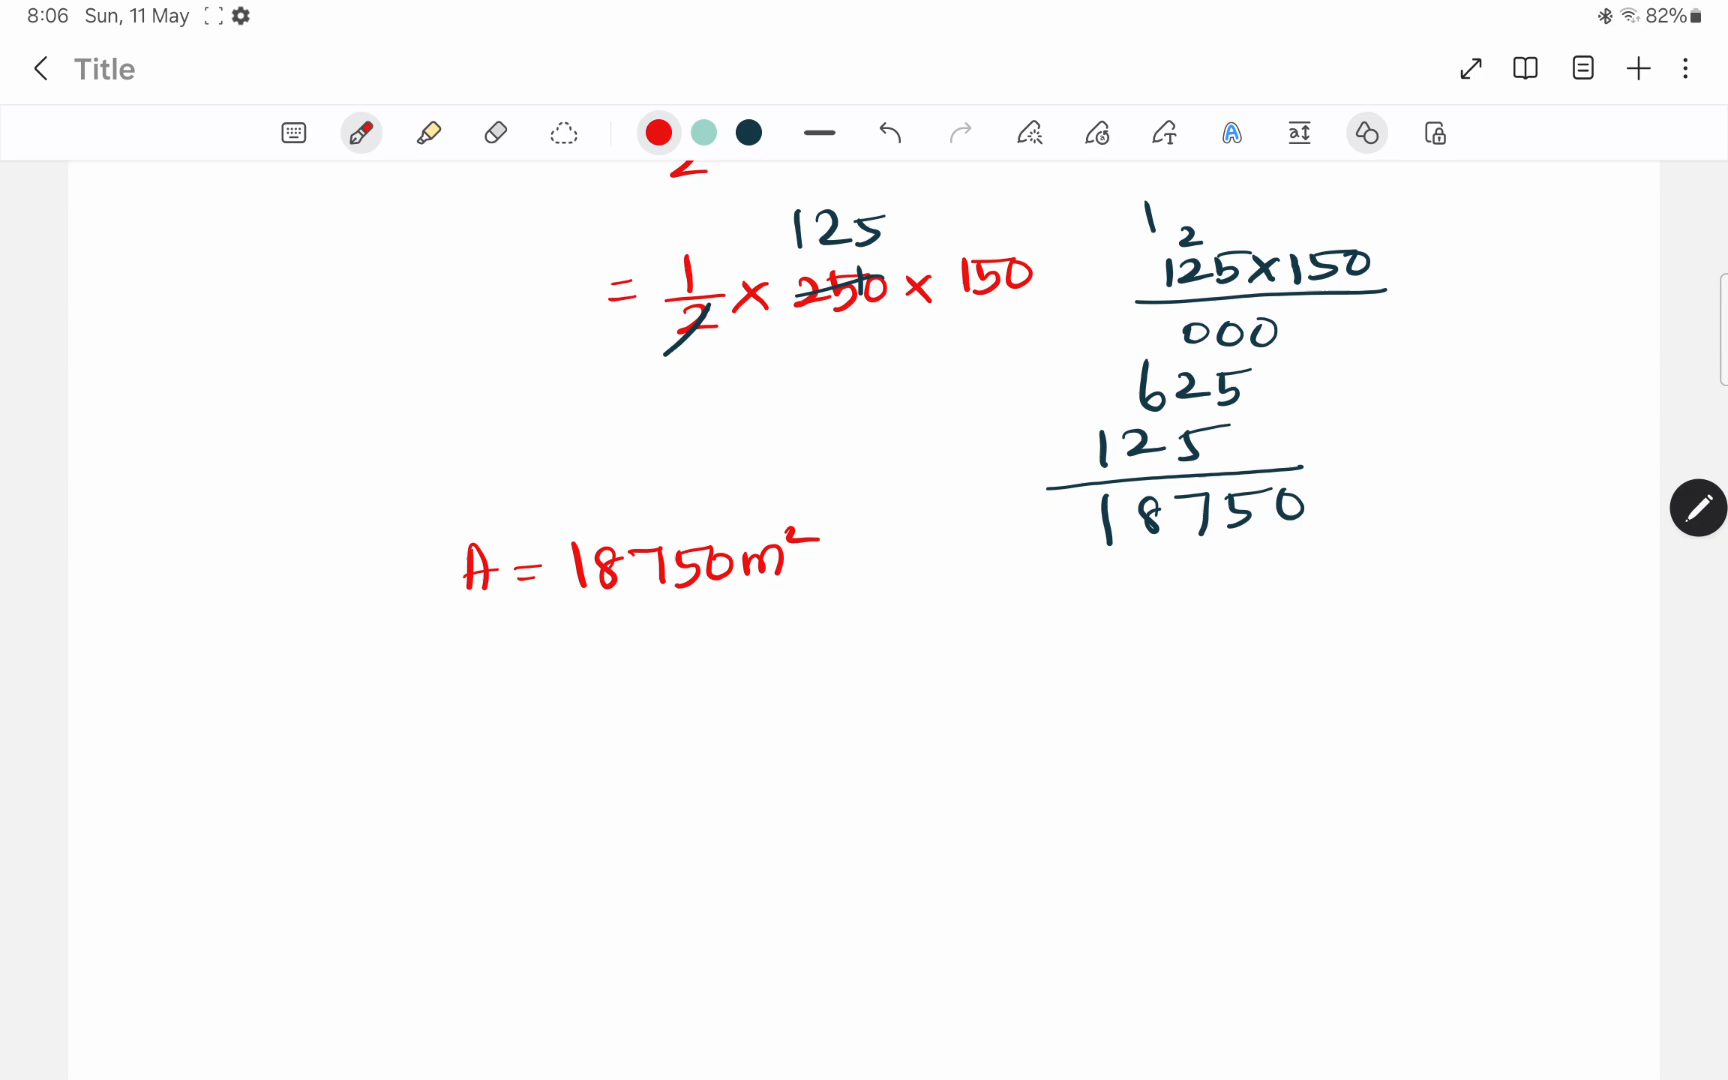 8:06 Sun, 11 May 82%
Title
2
125
= 1/2 × 250 × 150
1 2
125×150
000
625
125
18750
A = 18750m²